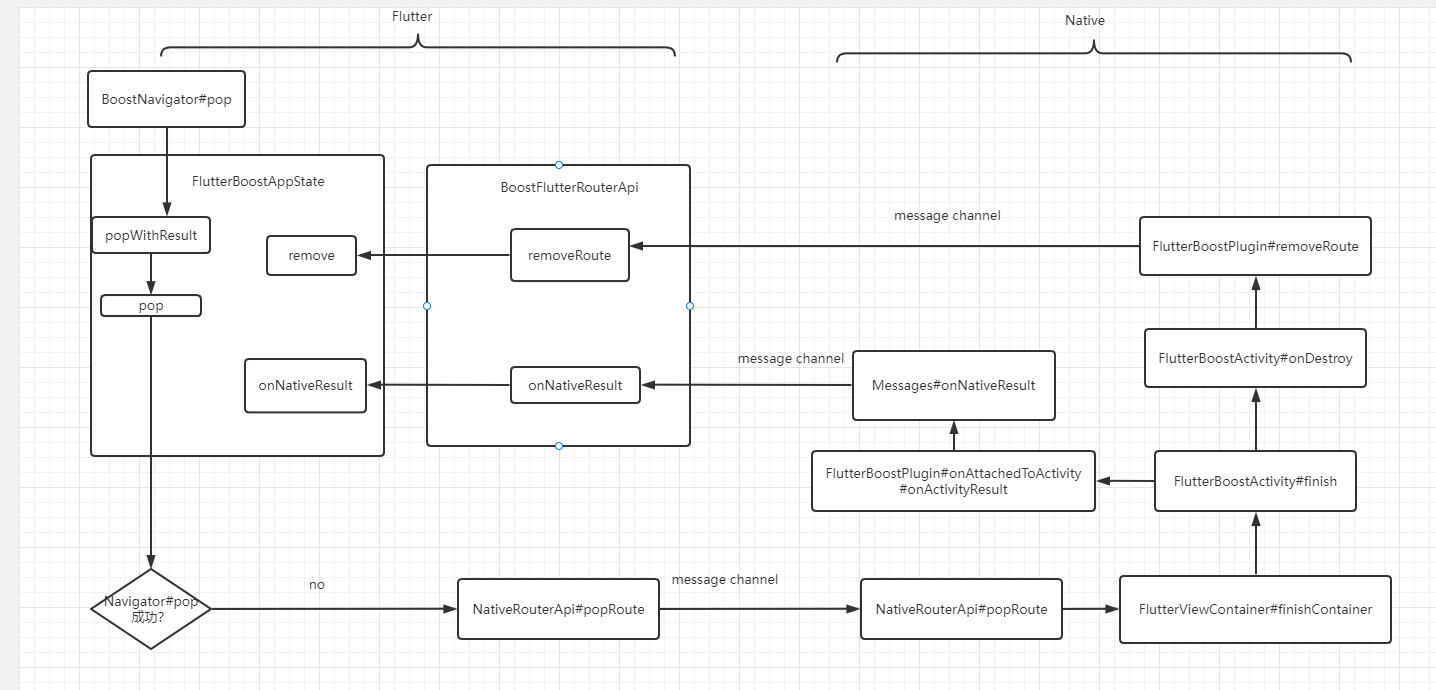 Flutter
Native
BoostNavigator#pop
FlutterBoostAppState
BoostFlutterRouterApi
message channel
popWithResult
remove
removeRoute
FlutterBoostPlugin#removeRoute
pop
message channel
FlutterBoostActivity#onDestroy
onNativeResult
onNativeResult
Messages#onNativeResult
FlutterBoostPlugin#onAttachedToActivity
#onActivityResult
FlutterBoostActivity#finish
no
message channel
Navigator#pop
成功?
NativeRouterApi#popRoute
NativeRouterApi#popRoute
FlutterViewContainer#finishContainer